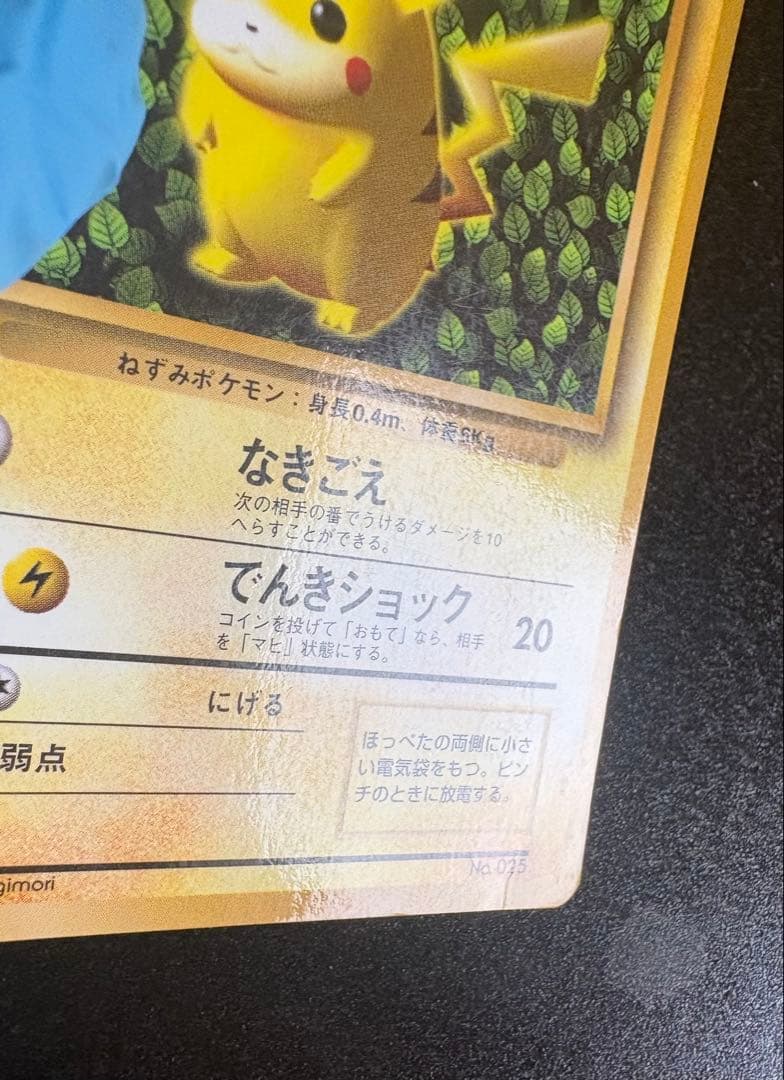 ねずみポケモン：身長0.4m、体重6Kg
なきごえ
次の相手の番でうけるダメージを10
へらすことができる。
でんきショック
20
コインを投げて「おもて」なら、相手
を「マヒ」状態にする。
にげる
弱点
ほっぺたの両側に小さ
い電気袋をもつ。ピン
チのときに放電する。
No.025
gimori